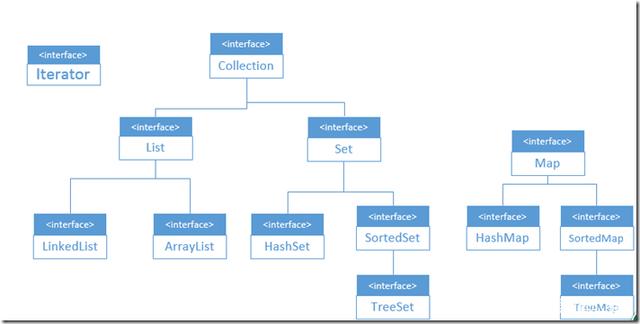 <interface>
Iterator
<interface>
Collection
<interface>
List
<interface>
Set
<interface>
Map
<interface>
LinkedList
<interface>
ArrayList
<interface>
HashSet
<interface>
SortedSet
<interface>
HashMap
<interface>
SortedMap
<interface>
TreeSet
<interface>
TreeMap